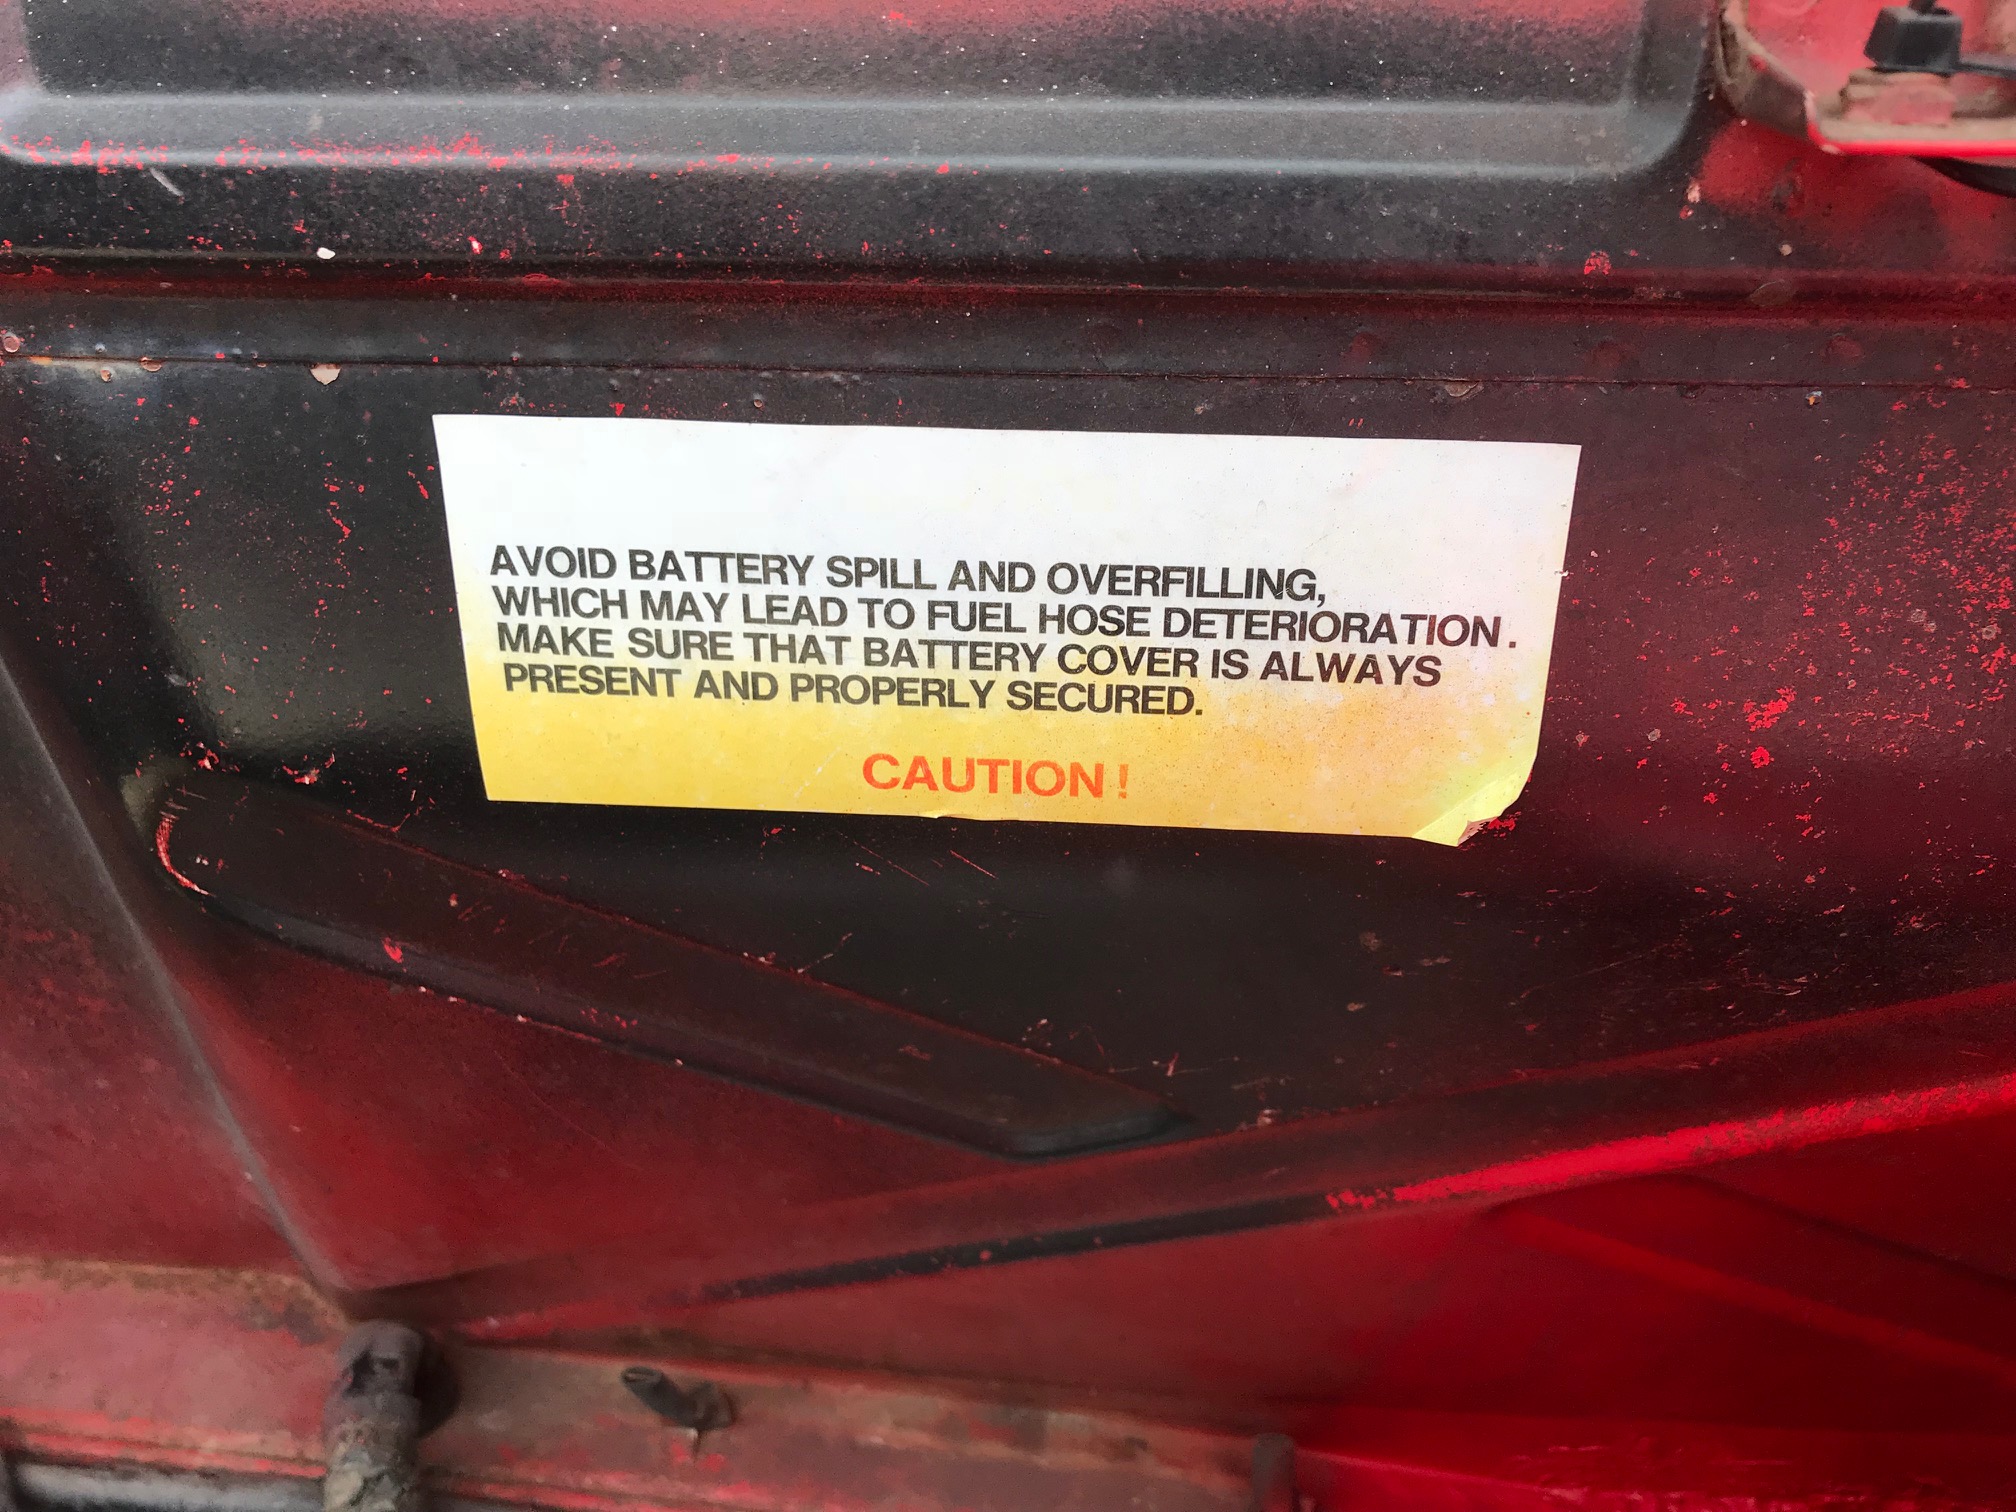 AVOID BATTERY SPILL AND OVERFILLING,
WHICH MAY LEAD TO FUEL HOSE DETERIORATION.
MAKE SURE THAT BATTERY COVER IS ALWAYS
PRESENT AND PROPERLY SECURED.
CAUTION!